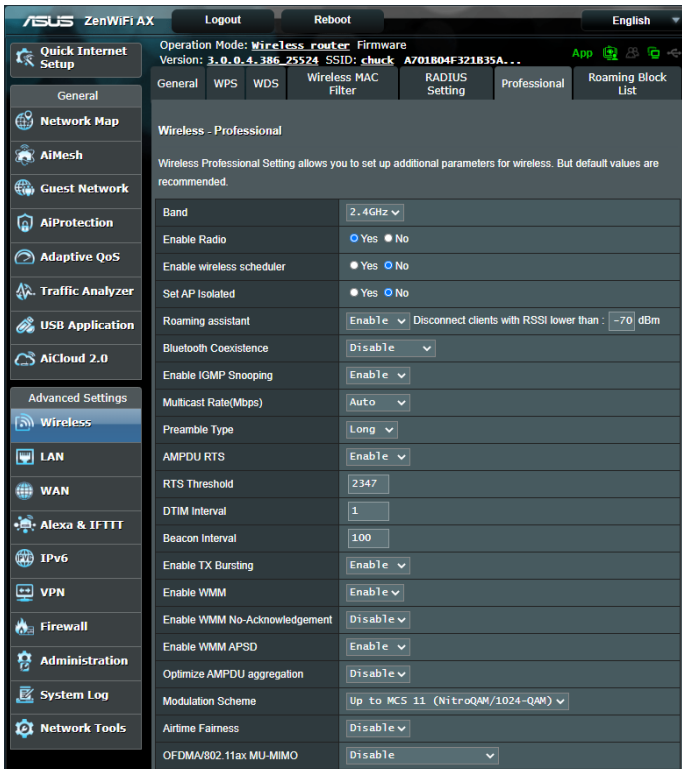 ASUS ZenWiFi AX
Logout
Reboot
English
Quick Internet
Setup
Operation Mode: Wireless router Firmware
Version: 3.0.0.4.386_25524 SSID: chuck A701B04F321B35A...
App
General
WPS
WDS
Wireless MAC
Filter
RADIUS
Setting
Professional
Roaming Block
List
General
Network Map
AiMesh
Guest Network
AiProtection
Adaptive QoS
Traffic Analyzer
USB Application
AiCloud 2.0
Advanced Settings
Wireless
LAN
WAN
Alexa & IFTTT
IPv6
VPN
Firewall
Administration
System Log
Network Tools
Wireless - Professional
Wireless Professional Setting allows you to set up additional parameters for wireless. But default values are
recommended.
Band 2.4GHz
Enable Radio Yes No
Enable wireless scheduler Yes No
Set AP Isolated Yes No
Roaming assistant Enable Disconnect clients with RSSI lower than : -70 dBm
Bluetooth Coexistence Disable
Enable IGMP Snooping Enable
Multicast Rate(Mbps) Auto
Preamble Type Long
AMPDU RTS Enable
RTS Threshold 2347
DTIM Interval 1
Beacon Interval 100
Enable TX Bursting Enable
Enable WMM Enable
Enable WMM No-Acknowledgement Disable
Enable WMM APSD Enable
Optimize AMPDU aggregation Disable
Modulation Scheme Up to MCS 11 (NitroQAM/1024-QAM)
Airtime Fairness Disable
OFDMA/802.11ax MU-MIMO Disable